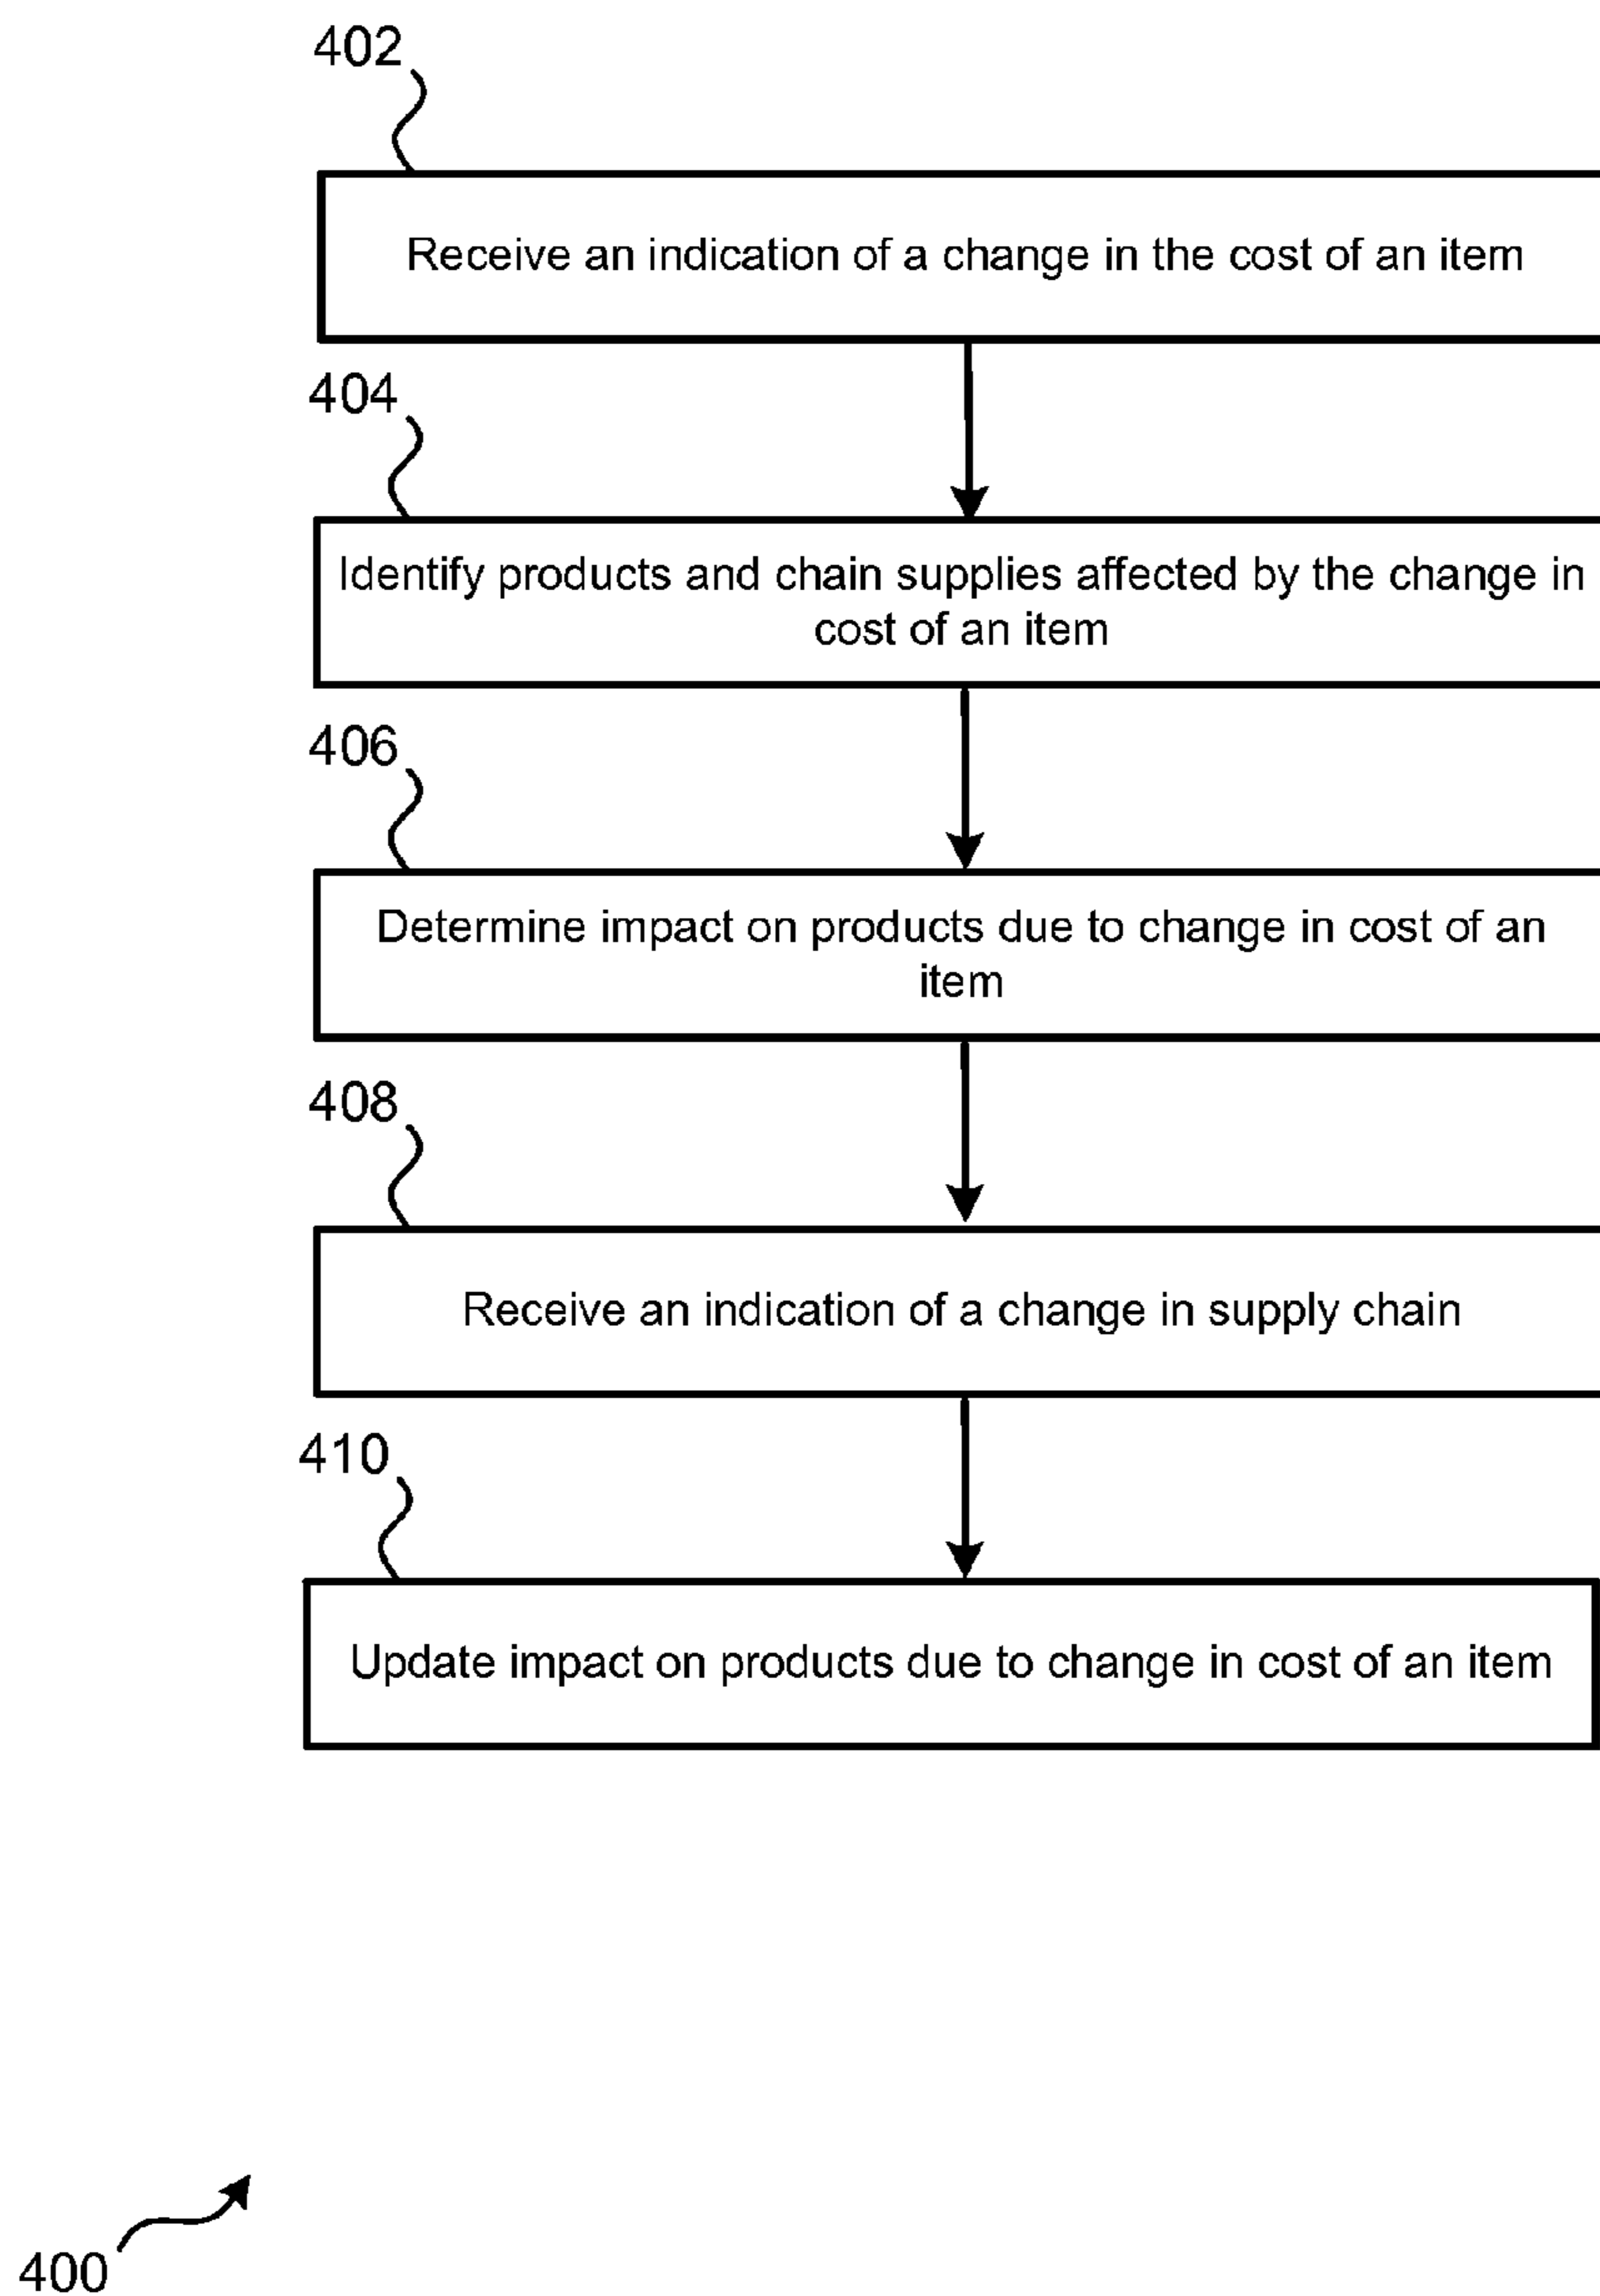 402
Receive an indication of a change in the cost of an item
404
Identify products and chain supplies affected by the change in
cost of an item
406
Determine impact on products due to change in cost of an
item
408
Receive an indication of a change in supply chain
410
Update impact on products due to change in cost of an item
400